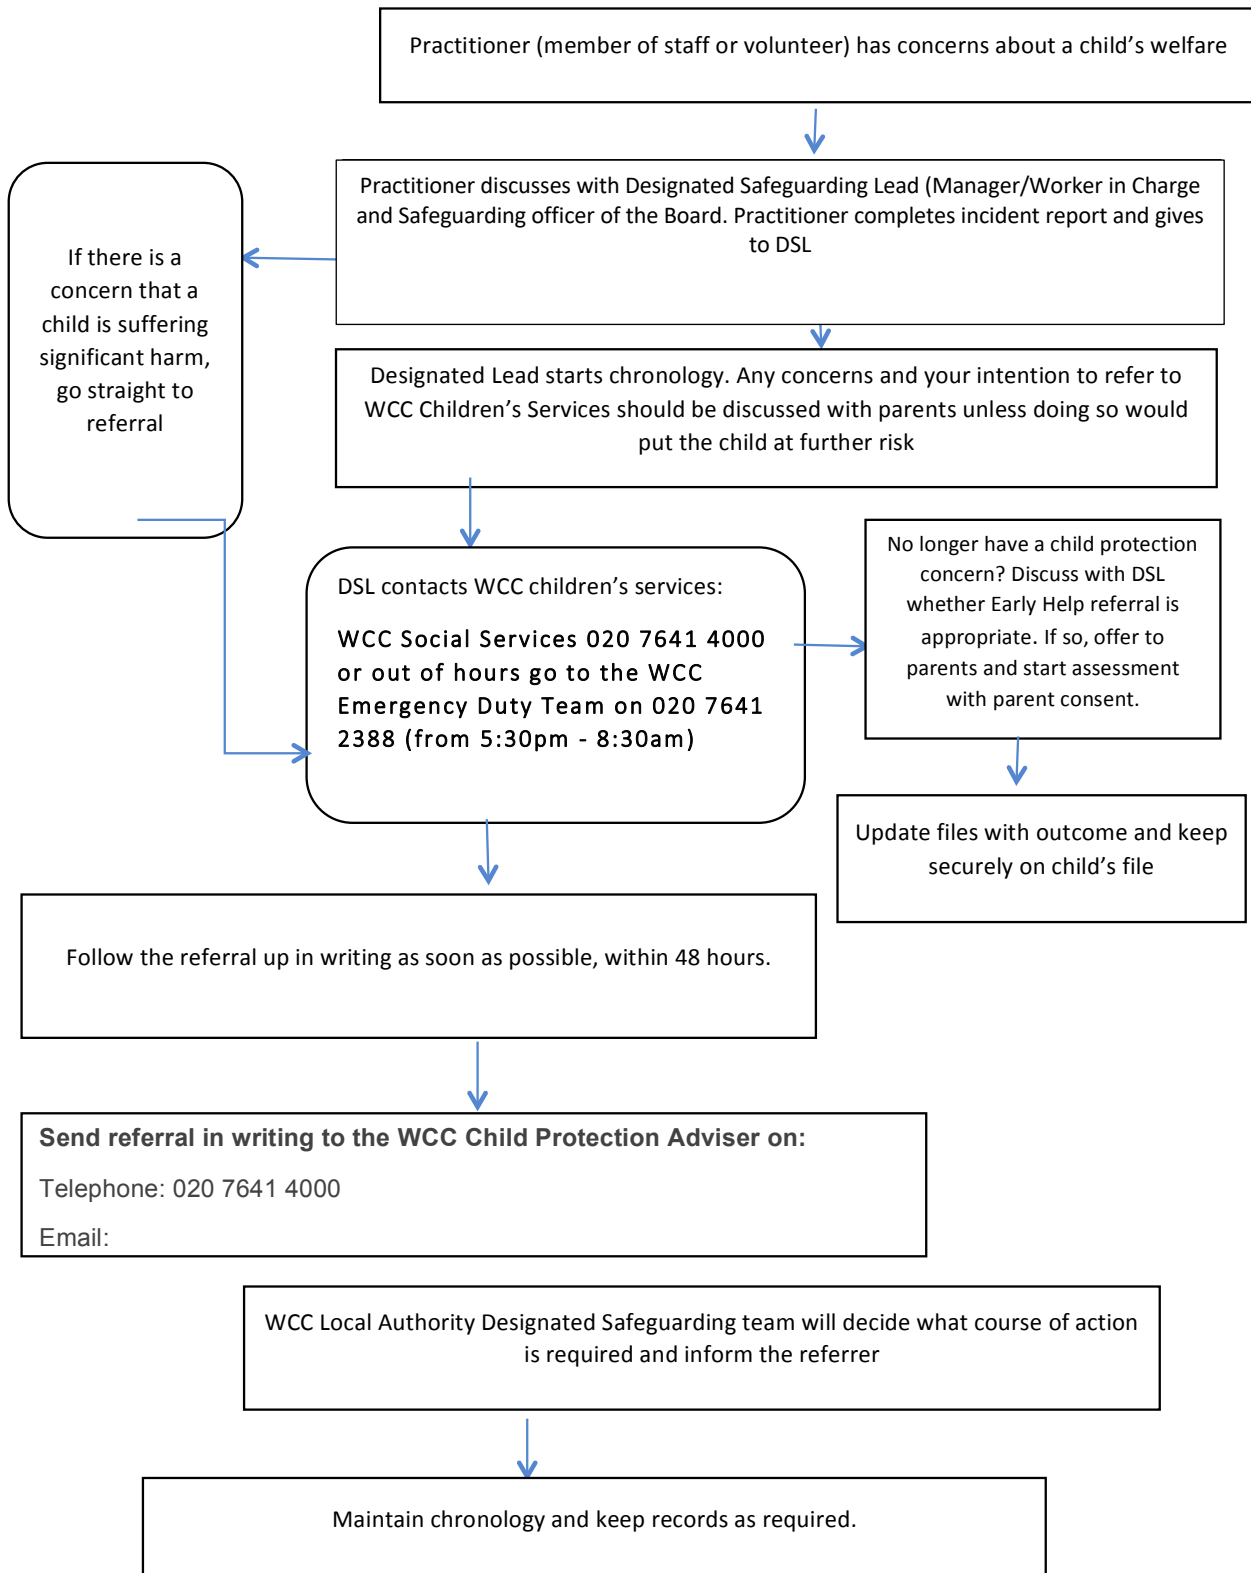 Practitioner (member of staff or volunteer) has concerns about a child’s welfare
Practitioner discusses with Designated Safeguarding Lead (Manager/Worker in Charge
and Safeguarding officer of the Board. Practitioner completes incident report and gives
to DSL
If there is a
concern that a
child is suffering
significant harm,
go straight to
referral
Designated Lead starts chronology. Any concerns and your intention to refer to
WCC Children’s Services should be discussed with parents unless doing so would
put the child at further risk
DSL contacts WCC children’s services:
WCC Social Services 020 7641 4000
or out of hours go to the WCC
Emergency Duty Team on 020 7641
2388 (from 5:30pm - 8:30am)
No longer have a child protection
concern? Discuss with DSL
whether Early Help referral is
appropriate. If so, offer to
parents and start assessment
with parent consent.
Update files with outcome and keep
securely on child’s file
Follow the referral up in writing as soon as possible, within 48 hours.
Send referral in writing to the WCC Child Protection Adviser on:
Telephone: 020 7641 4000
Email:
WCC Local Authority Designated Safeguarding team will decide what course of action
is required and inform the referrer
Maintain chronology and keep records as required.